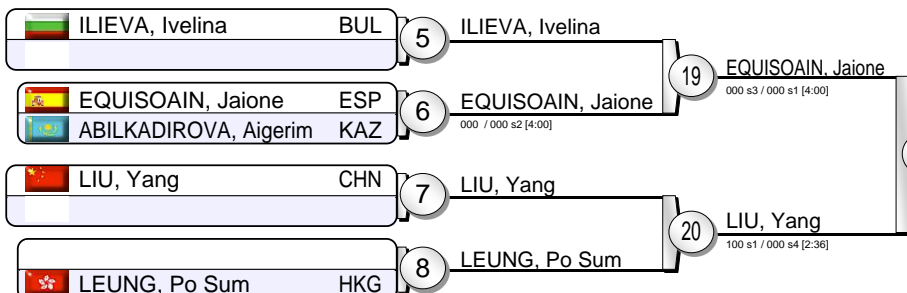 ILIEVA, Ivelina BUL
5
ILIEVA, Ivelina
19
EQUISOAIN, Jaione
000 s3 / 000 s1 [4:00]
EQUISOAIN, Jaione ESP
ABILKADIROVA, Aigerim KAZ
6
EQUISOAIN, Jaione
000 / 000 s2 [4:00]
LIU, Yang CHN
7
LIU, Yang
20
LIU, Yang
100 s1 / 000 s4 [2:36]
LEUNG, Po Sum HKG
8
LEUNG, Po Sum